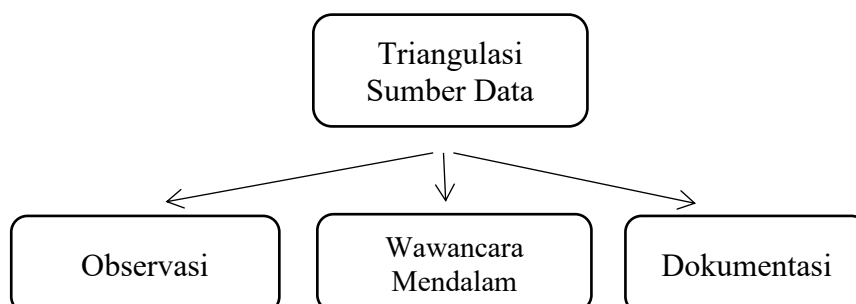 Triangulasi
Sumber Data
Observasi
Wawancara
Mendalam
Dokumentasi